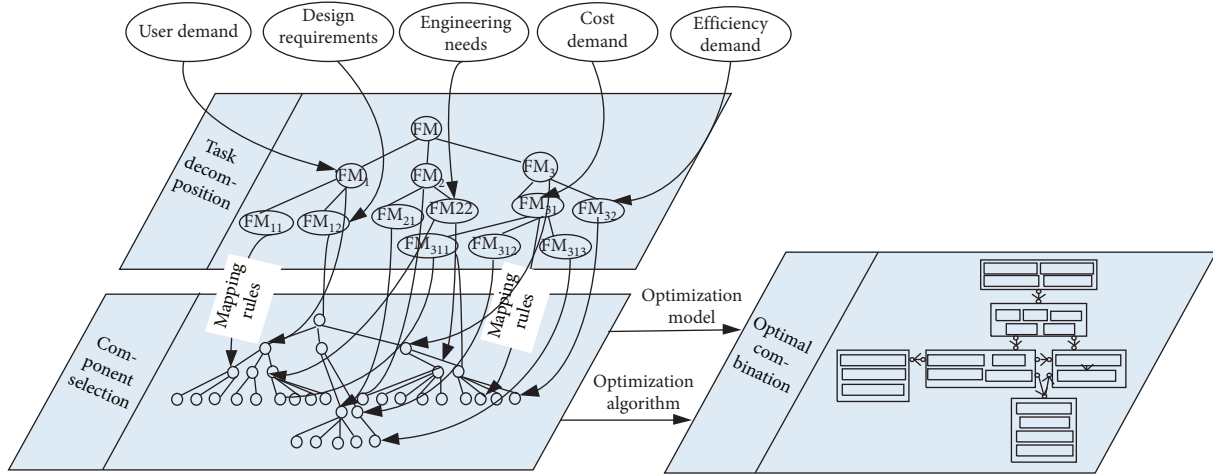 User demand
Design
requirements
Engineering
needs
Cost
demand
Efficiency
demand
Task
decom-
position
FM
FM₁
FM₂
FM₃
FM₁₁
FM₁₂
FM₂₁
FM22
FM₃₁
FM₃₂
FM₃₁₁
FM₃₁₂
FM₃₁₃
Mapping
rules
Mapping
rules
Com-
ponent
selection
Optimization
model
Optimization
algorithm
Optimal
com-
bination